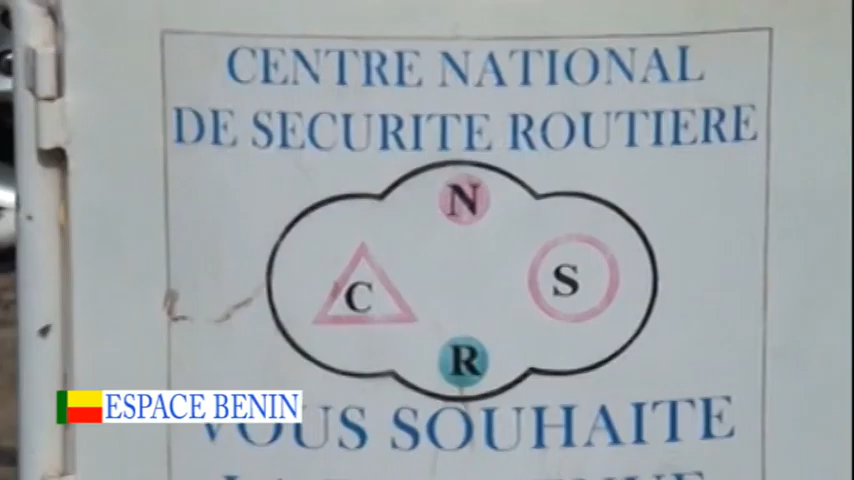 CENTRE NATIONAL
DE SECURITE ROUTIERE
N
C
S
R
ESPACE BENIN
VOUS SOUHAITE